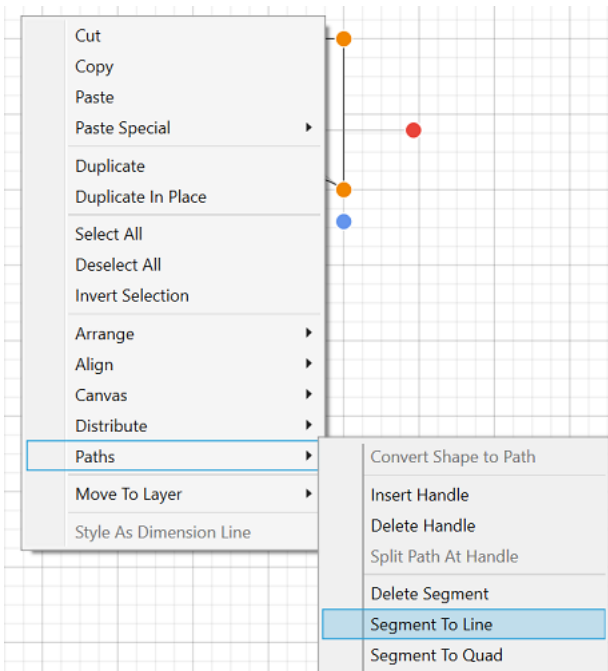 Cut
Copy
Paste
Paste Special
Duplicate
Duplicate In Place
Select All
Deselect All
Invert Selection
Arrange
Align
Canvas
Distribute
Paths
Move To Layer
Style As Dimension Line
Convert Shape to Path
Insert Handle
Delete Handle
Split Path At Handle
Delete Segment
Segment To Line
Segment To Quad